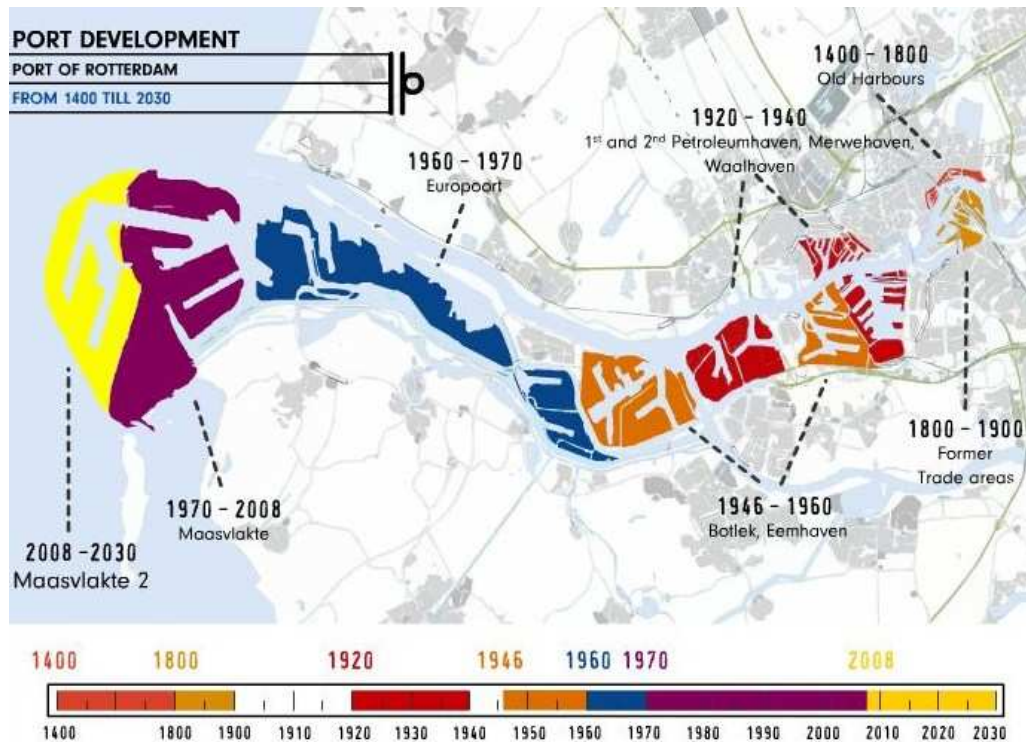 PORT DEVELOPMENT
PORT OF ROTTERDAM
FROM 1400 TILL 2030
1400 – 1800
Old Harbours
1920 – 1940
1st and 2nd Petroleumhaven, Merwehaven,
Waalhaven
1960 – 1970
Europoort
1800 – 1900
Former
Trade areas
1946 – 1960
Botlek, Eemhaven
1970 – 2008
Maasvlakte
2008 –2030
Maasvlakte 2
1400 1800 1920 1946 1960 1970 2008
1400 1800 1900 1910 1920 1930 1940 1950 1960 1970 1980 1990 2000 2010 2020 2030